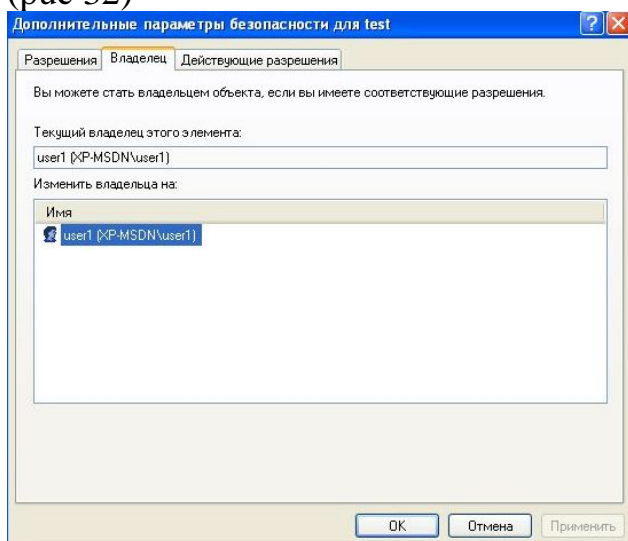 (рис 32)
Дополнительные параметры безопасности для test
Разрешения Владелец Действующие разрешения
Вы можете стать владельцем объекта, если вы имеете соответствующие разрешения.
Текущий владелец этого элемента:
user1 (XP-MSDN\user1)
Изменить владельца на:
Имя
user1 (XP-MSDN\user1)
ОК Отмена Применить